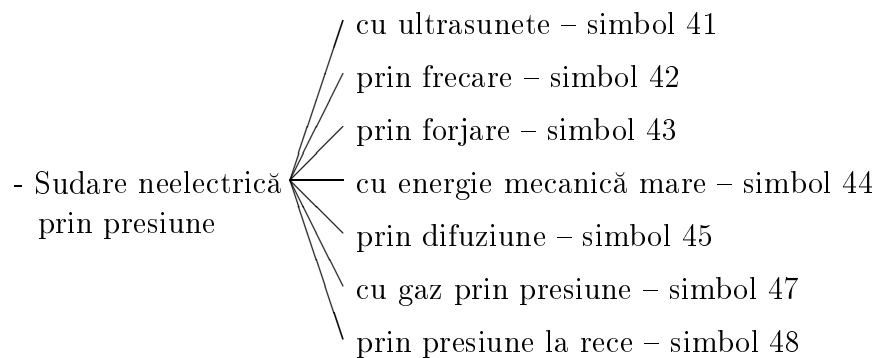 cu ultrasunete – simbol 41
prin frecare – simbol 42
prin forjare – simbol 43
- Sudare neelectrică
prin presiune
cu energie mecanică mare – simbol 44
prin difuziune – simbol 45
cu gaz prin presiune – simbol 47
prin presiune la rece – simbol 48